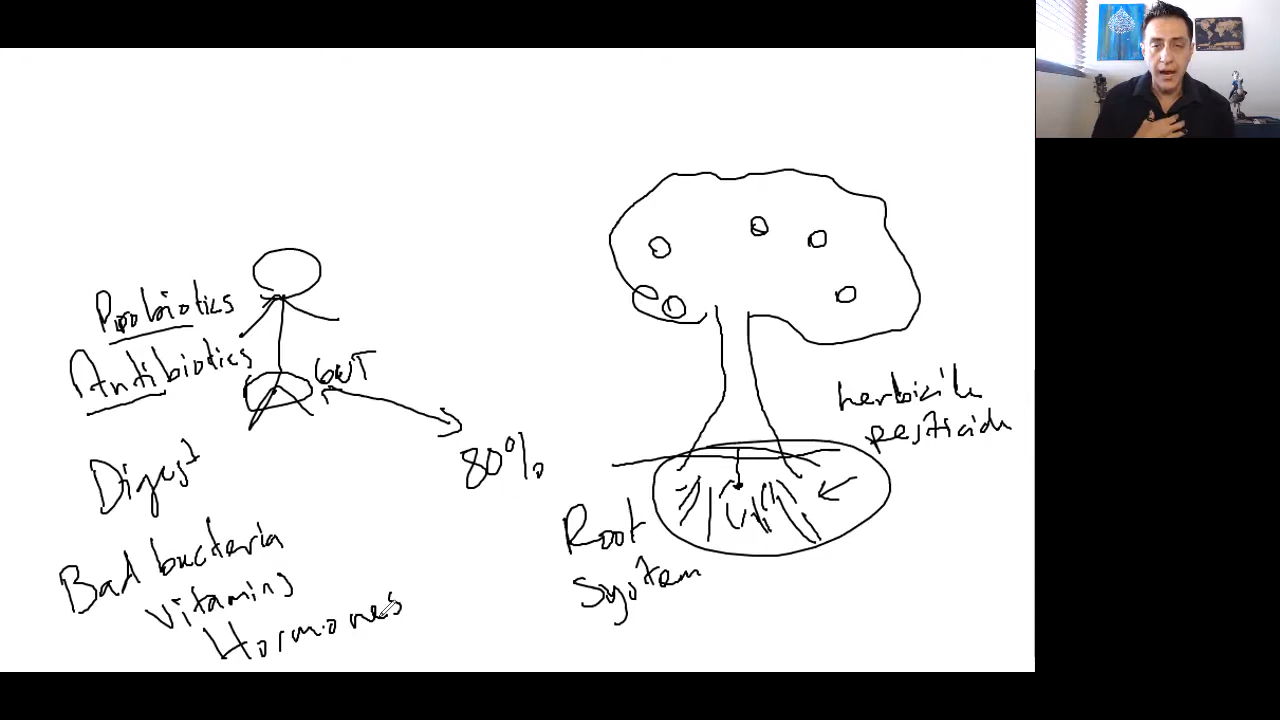 Probiotics
Antibiotics
GUT
80%
Digest
Bad bacteria
Vitamins
Hormones
herbicide
pesticide
Root
System